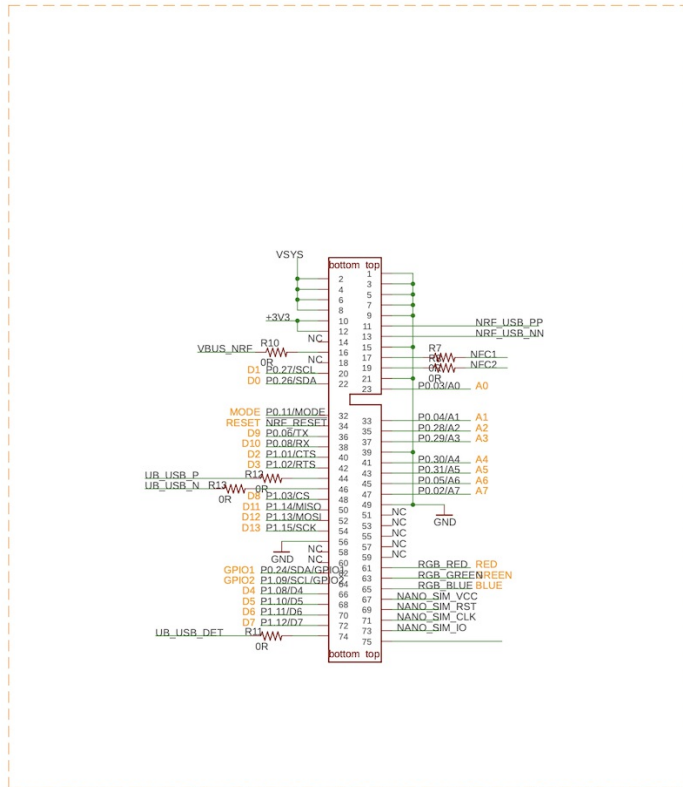 VSYS
bottom top
2 1
4 3
6 5
8 7
+3V3 10 9
12 11 NRF_USB_PP
NC 14 13 NRF_USB_NN
VBUS_NRF R10 0R 16 15
NC 18 17 R7 NFC1
D1 P0.27/SCL 20 19 0R NFC2
D0 P0.26/SDA 22 21
23 P0.03/A0 A0
MODE P0.11/MODE 32
RESET NRF_RESET 34 33 P0.04/A1 A1
D9 P0.06/TX 36 35 P0.28/A2 A2
D10 P0.08/RX 38 37 P0.29/A3 A3
D2 P1.01/CTS 40 39
D3 P1.02/RTS 42 41 P0.30/A4 A4
UB_USB_P R12 0R 44 43 P0.31/A5 A5
UB_USB_N R13 0R 46 45 P0.05/A6 A6
D8 P1.03/CS 48 47 P0.02/A7 A7
D11 P1.14/MISO 50 49 GND
D12 P1.13/MOSI 52 51 NC
D13 P1.15/SCK 54 53 NC
GND 56 55 NC
NC 58 57 NC
NC 60 59 NC
GPIO1 P0.24/SDA/GPIO1 62 61 RGB_RED RED
GPIO2 P1.09/SCL/GPIO2 64 63 RGB_GREEN GREEN
D4 P1.08/D4 66 65 RGB_BLUE BLUE
D5 P1.10/D5 68 67 NANO_SIM_VCC
D6 P1.11/D6 70 69 NANO_SIM_RST
D7 P1.12/D7 72 71 NANO_SIM_CLK
UB_USB_DET R11 0R 74 73 NANO_SIM_IO
75
bottom top